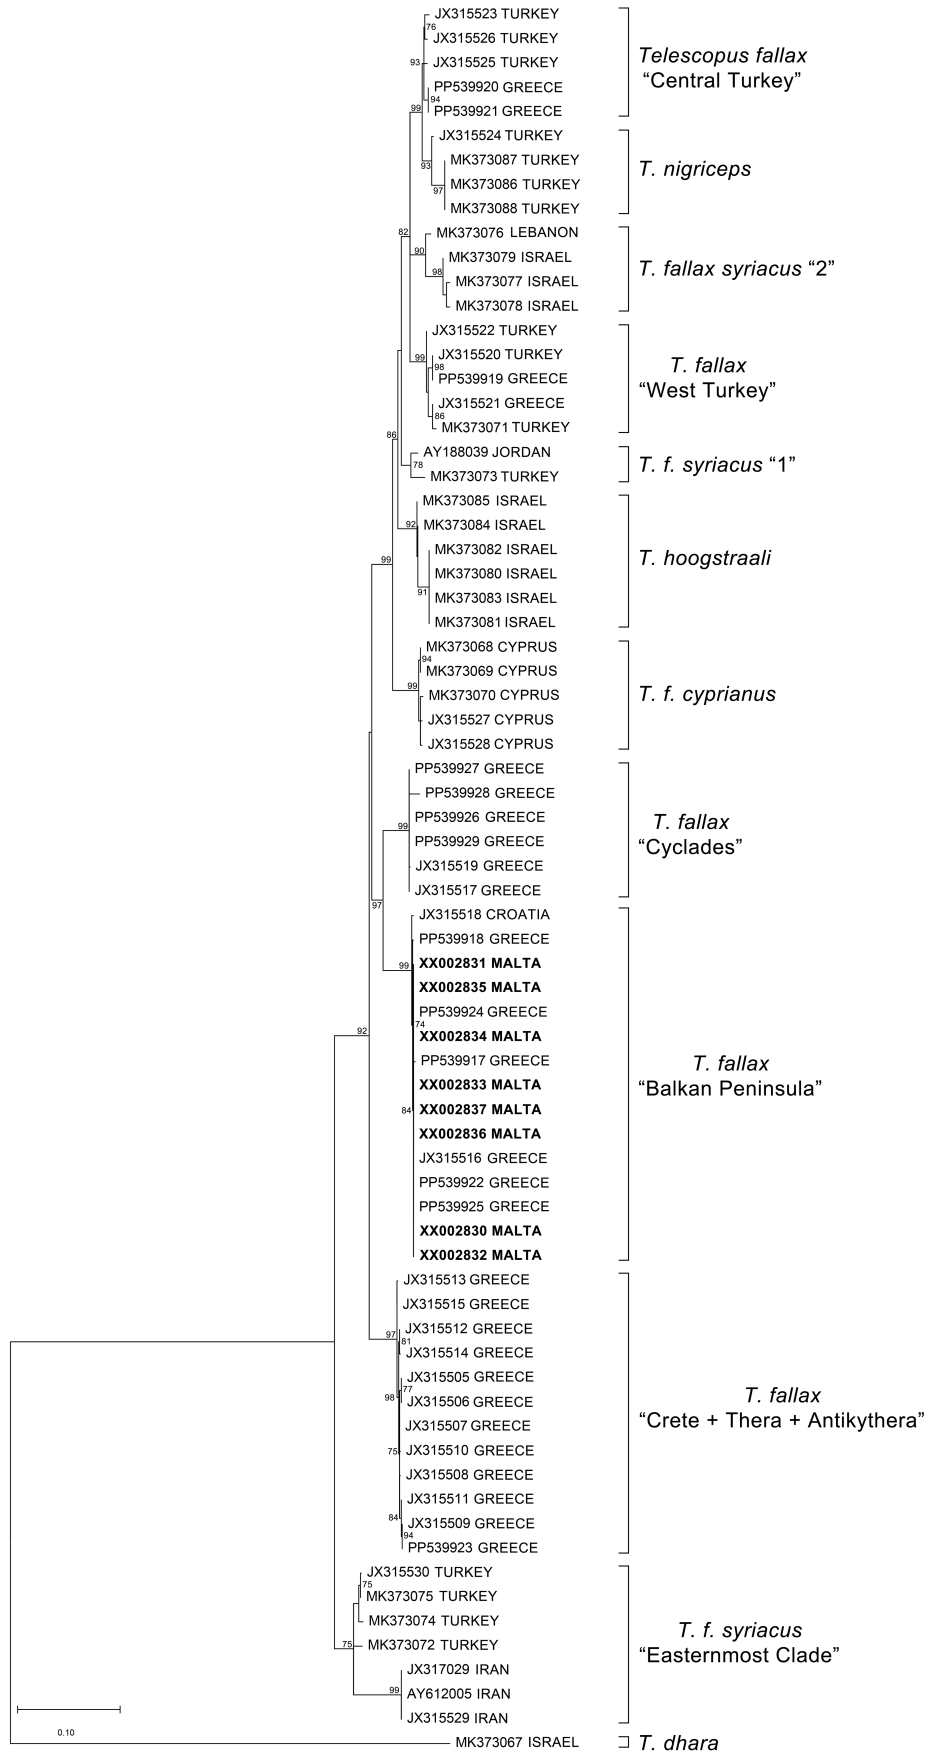 JX315523 TURKEY
76
JX315526 TURKEY
93
JX315525 TURKEY
Telescopus fallax
“Central Turkey”
PP539920 GREECE
94
PP539921 GREECE
99
JX315524 TURKEY
MK373087 TURKEY
93
T. nigriceps
MK373086 TURKEY
97
MK373088 TURKEY
82
MK373076 LEBANON
90
MK373079 ISRAEL
98
T. fallax syriacus “2”
MK373077 ISRAEL
MK373078 ISRAEL
JX315522 TURKEY
99
JX315520 TURKEY
98
T. fallax
“West Turkey”
PP539919 GREECE
JX315521 GREECE
86
MK373071 TURKEY
86
AY188039 JORDAN
78
T. f. syriacus “1”
MK373073 TURKEY
MK373085 ISRAEL
92
MK373084 ISRAEL
MK373082 ISRAEL
99
T. hoogstraali
MK373080 ISRAEL
91
MK373083 ISRAEL
MK373081 ISRAEL
MK373068 CYPRUS
94
MK373069 CYPRUS
99
T. f. cyprianus
MK373070 CYPRUS
JX315527 CYPRUS
JX315528 CYPRUS
PP539927 GREECE
PP539928 GREECE
PP539926 GREECE
99
T. fallax
“Cyclades”
PP539929 GREECE
JX315519 GREECE
JX315517 GREECE
97
JX315518 CROATIA
PP539918 GREECE
XX002831 MALTA
99
XX002835 MALTA
PP539924 GREECE
74
XX002834 MALTA
92
PP539917 GREECE
T. fallax
“Balkan Peninsula”
XX002833 MALTA
XX002837 MALTA
84
XX002836 MALTA
JX315516 GREECE
PP539922 GREECE
PP539925 GREECE
XX002830 MALTA
XX002832 MALTA
JX315513 GREECE
JX315515 GREECE
JX315512 GREECE
97
81
JX315514 GREECE
JX315505 GREECE
77
98
JX315506 GREECE
T. fallax
“Crete + Thera + Antikythera”
JX315507 GREECE
JX315510 GREECE
75
JX315508 GREECE
JX315511 GREECE
84
JX315509 GREECE
94
PP539923 GREECE
JX315530 TURKEY
75
MK373075 TURKEY
MK373074 TURKEY
T. f. syriacus
“Easternmost Clade”
MK373072 TURKEY
75
JX317029 IRAN
AY612005 IRAN
99
JX315529 IRAN
0.10
MK373067 ISRAEL
T. dhara